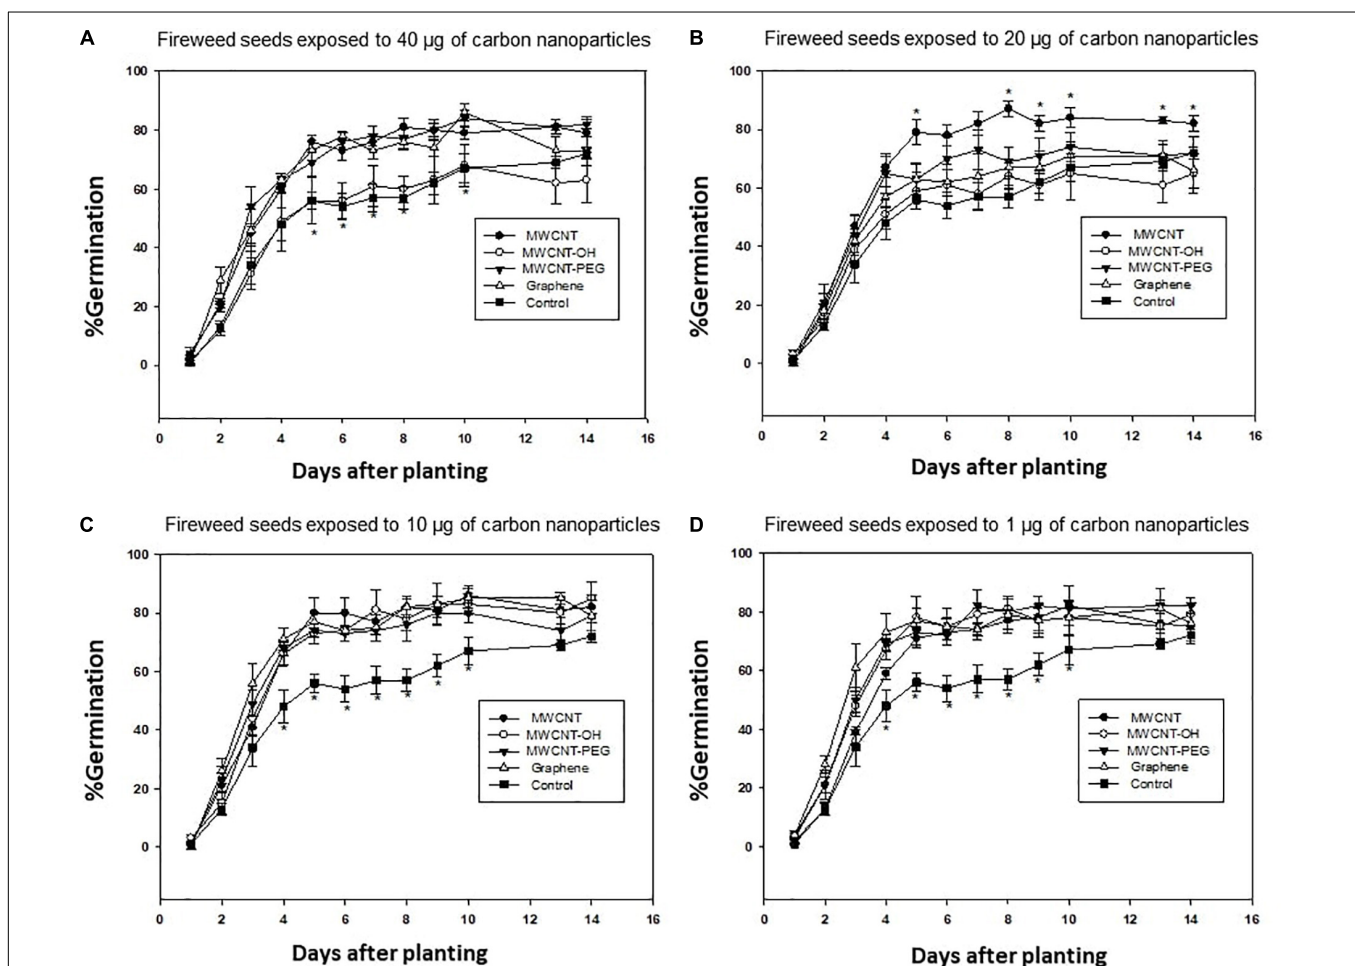 A
Fireweed seeds exposed to 40 µg of carbon nanoparticles
100
80
60
40
20
0
%Germination
*
*
*
*
*
MWCNT
MWCNT-OH
MWCNT-PEG
Graphene
Control
0 2 4 6 8 10 12 14 16
Days after planting
B
Fireweed seeds exposed to 20 µg of carbon nanoparticles
100
80
60
40
20
0
%Germination
*
*
*
*
*
*
MWCNT
MWCNT-OH
MWCNT-PEG
Graphene
Control
0 2 4 6 8 10 12 14 16
Days after planting
C
Fireweed seeds exposed to 10 µg of carbon nanoparticles
100
80
60
40
20
0
%Germination
*
*
*
*
*
*
*
MWCNT
MWCNT-OH
MWCNT-PEG
Graphene
Control
0 2 4 6 8 10 12 14 16
Days after planting
D
Fireweed seeds exposed to 1 µg of carbon nanoparticles
100
80
60
40
20
0
%Germination
*
*
*
*
*
*
*
MWCNT
MWCNT-OH
MWCNT-PEG
Graphene
Control
0 2 4 6 8 10 12 14 16
Days after planting